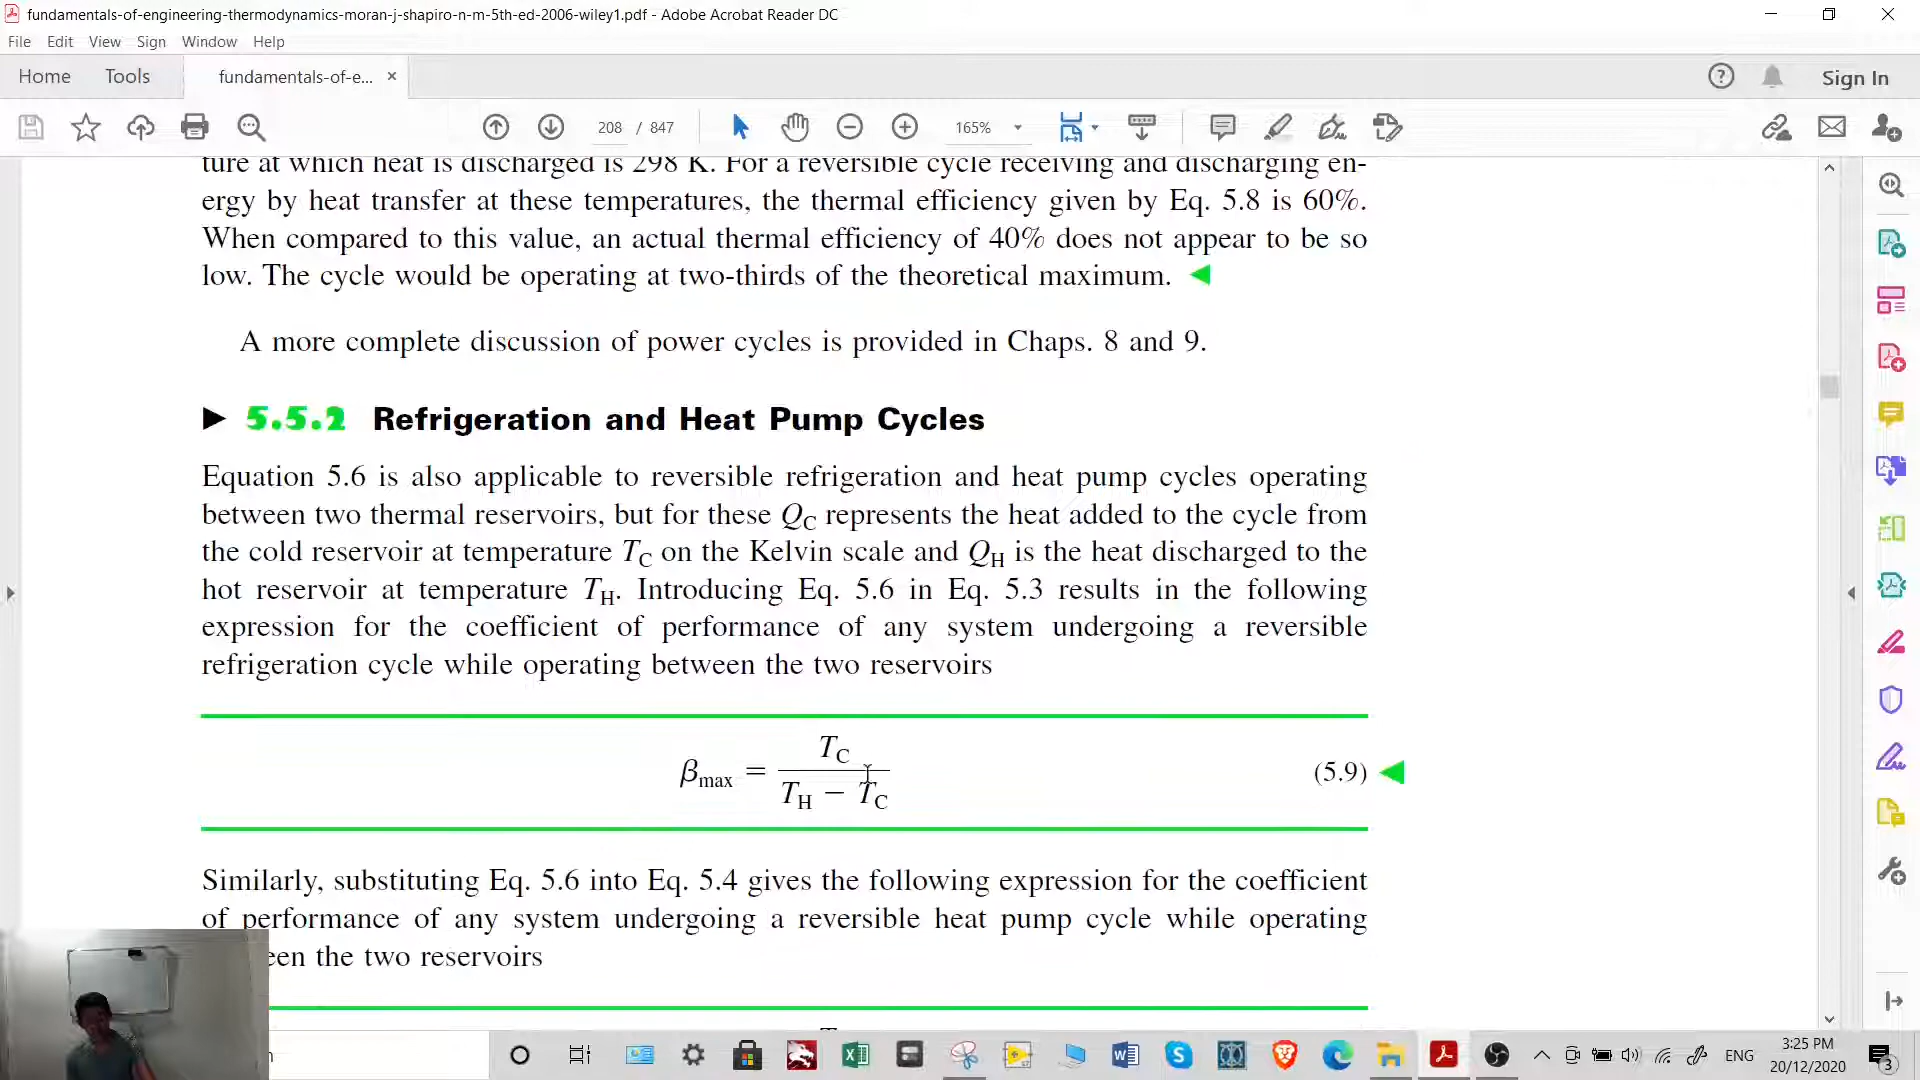 fundamentals-of-engineering-thermodynamics-moran-j-shapiro-n-m-5th-ed-2006-wiley1.pdf - Adobe Acrobat Reader DC
File Edit View Sign Window Help
Home Tools fundamentals-of-e... × Sign In
208 / 847 165%
ture at which heat is discharged is 298 K. For a reversible cycle receiving and discharging en-
ergy by heat transfer at these temperatures, the thermal efficiency given by Eq. 5.8 is 60%.
When compared to this value, an actual thermal efficiency of 40% does not appear to be so
low. The cycle would be operating at two-thirds of the theoretical maximum. ◀
A more complete discussion of power cycles is provided in Chaps. 8 and 9.
▶ 5.5.2 Refrigeration and Heat Pump Cycles
Equation 5.6 is also applicable to reversible refrigeration and heat pump cycles operating
between two thermal reservoirs, but for these Q_C represents the heat added to the cycle from
the cold reservoir at temperature T_C on the Kelvin scale and Q_H is the heat discharged to the
hot reservoir at temperature T_H. Introducing Eq. 5.6 in Eq. 5.3 results in the following
expression for the coefficient of performance of any system undergoing a reversible
refrigeration cycle while operating between the two reservoirs
β_max = T_C / (T_H − T_C) (5.9) ◀
Similarly, substituting Eq. 5.6 into Eq. 5.4 gives the following expression for the coefficient
of performance of any system undergoing a reversible heat pump cycle while operating
een the two reservoirs
ENG 3:25 PM
20/12/2020 3